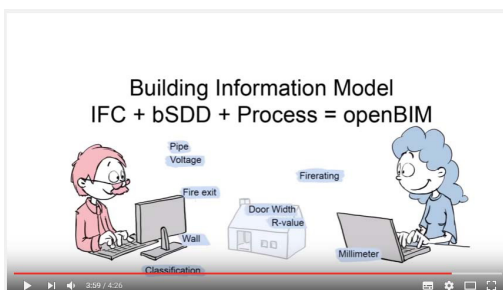 Building Information Model
IFC + bSDD + Process = openBIM
Pipe
Voltage
Firerating
Fire exit
Door Width
R-value
Wall
Millimeter
Classification
3:59 / 4:26